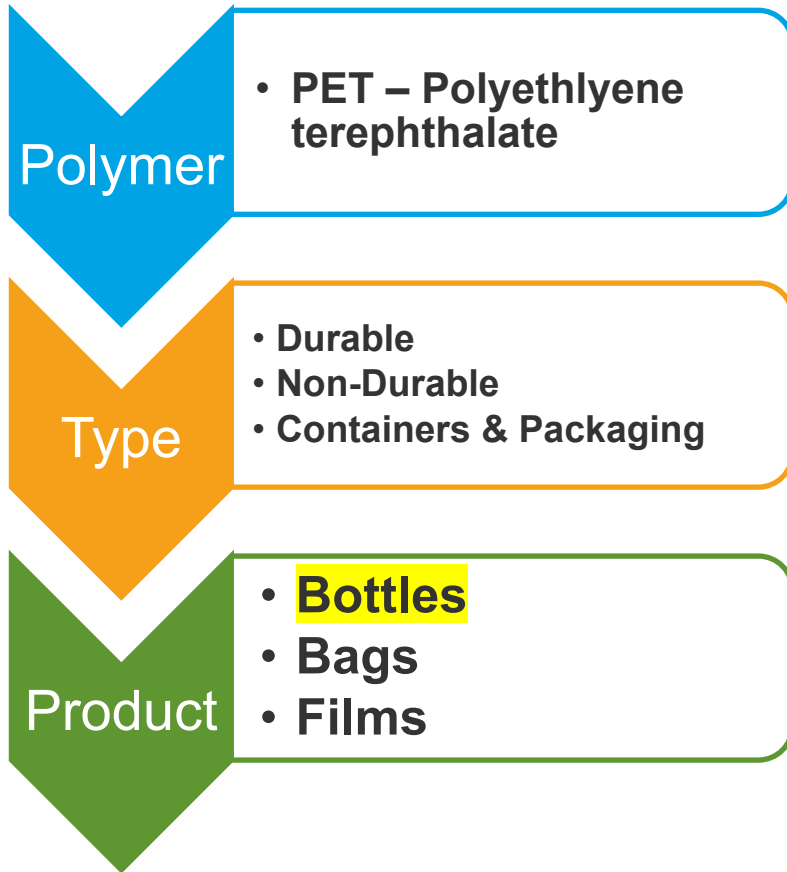 Polymer
• PET – Polyethlyene
terephthalate
Type
• Durable
• Non-Durable
• Containers & Packaging
Product
• Bottles
• Bags
• Films